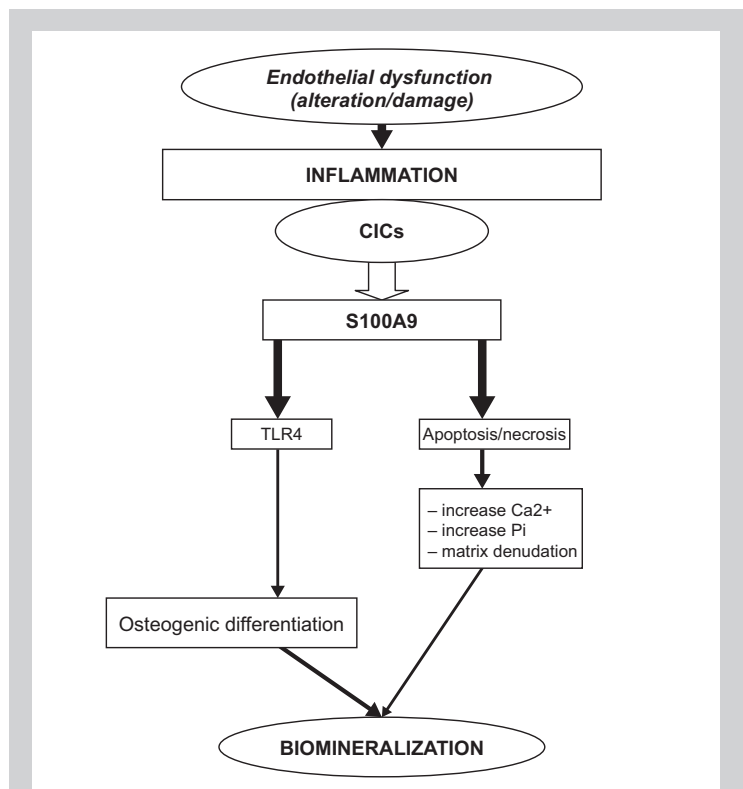 Endothelial dysfunction
(alteration/damage)
INFLAMMATION
CICs
S100A9
TLR4
Apoptosis/necrosis
– increase Ca2+
– increase Pi
– matrix denudation
Osteogenic differentiation
BIOMINERALIZATION